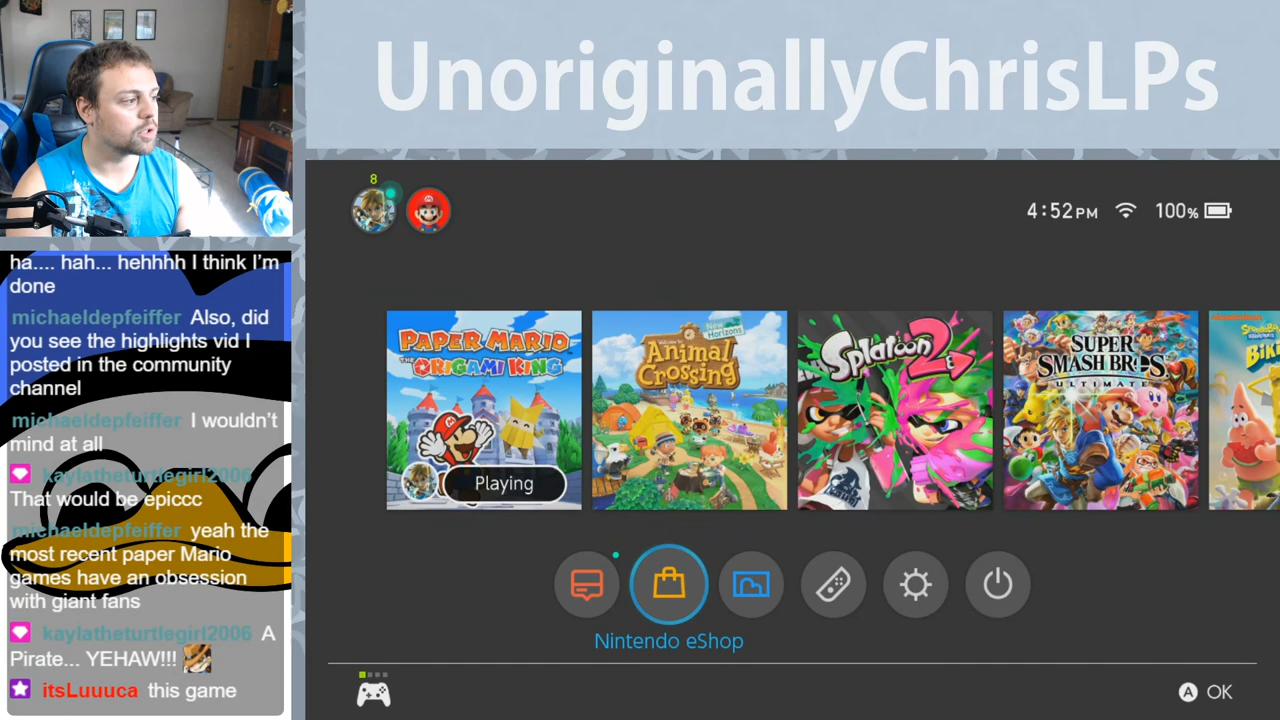 UnoriginallyChrisLPs
8
4:52PM
100%
PAPER MARIO
THE ORIGAMI KING
Playing
Welcome to
Animal
Crossing
New
Horizons
Splatoon 2
SUPER
SMASH BROS.
ULTIMATE
Nintendo eShop
A OK
ha.... hah... hehhhh I think I'm
done
michaeldepfeiffer Also, did
you see the highlights vid I
posted in the community
channel
michaeldepfeiffer I wouldn't
mind at all
kaylatheturtlegirl2006
That would be epiccc
michaeldepfeiffer yeah the
most recent paper Mario
games have an obsession
with giant fans
kaylatheturtlegirl2006 A
Pirate... YEHAW!!!
itsLuuuca this game